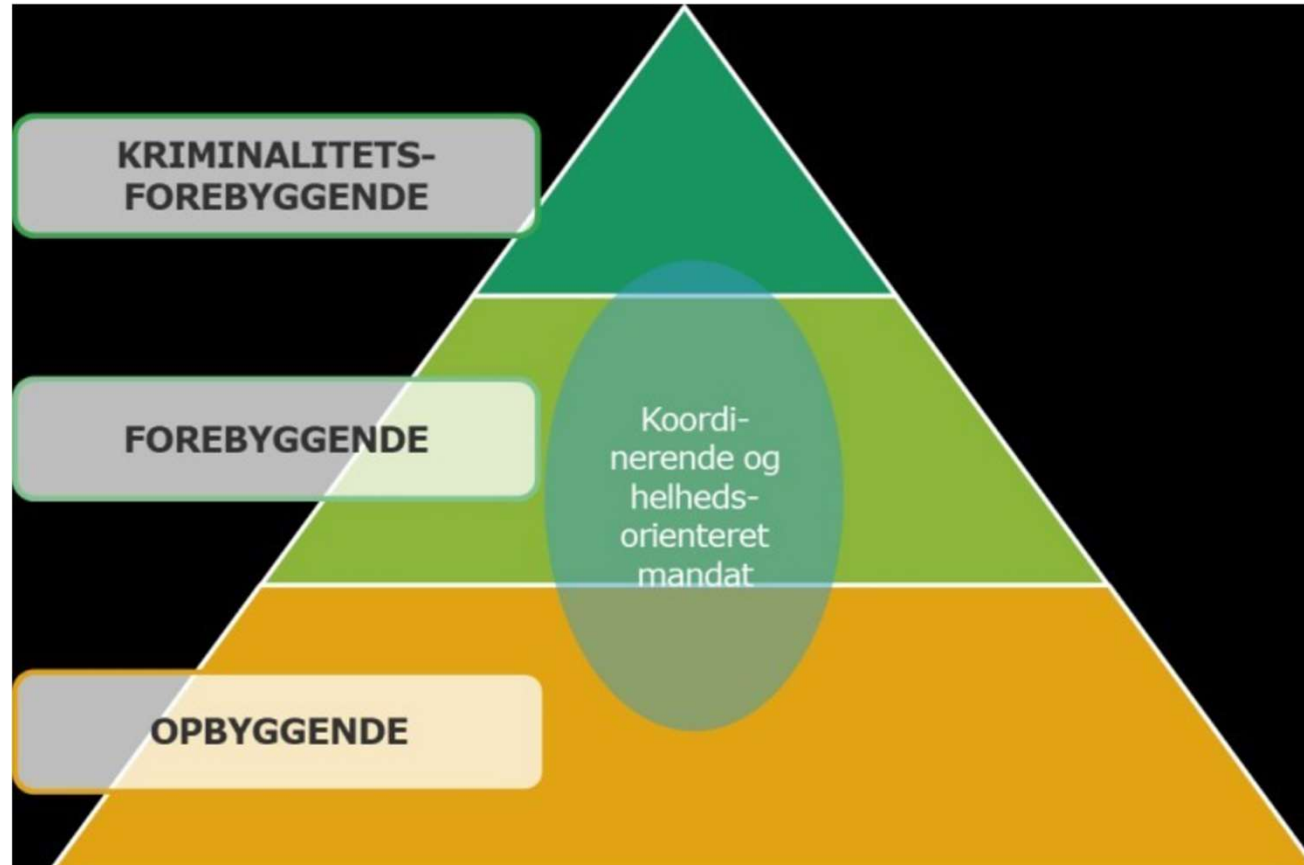 KRIMINALITETS-
FOREBYGGENDE
FOREBYGGENDE
Koordi-
nerende og
helheds-
orienteret
mandat
OPBYGGENDE